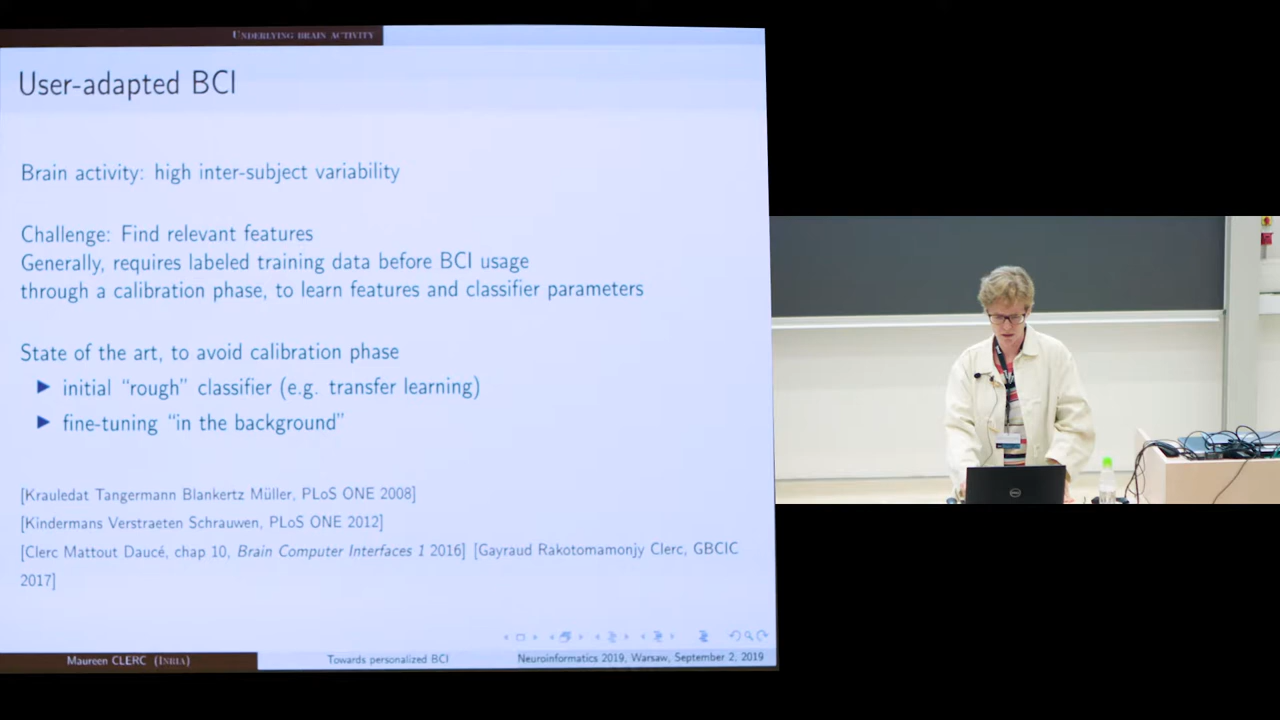 UNDERLYING BRAIN ACTIVITY
User-adapted BCI
Brain activity: high inter-subject variability
Challenge: Find relevant features
Generally, requires labeled training data before BCI usage
through a calibration phase, to learn features and classifier parameters
State of the art, to avoid calibration phase
▶ initial “rough” classifier (e.g. transfer learning)
▶ fine-tuning “in the background”
[Krauledat Tangermann Blankertz Müller, PLoS ONE 2008]
[Kindermans Verstraeten Schrauwen, PLoS ONE 2012]
[Clerc Mattout Daucé, chap 10, Brain Computer Interfaces 1 2016] [Gayraud Rakotomamonjy Clerc, GBCIC
2017]
Maureen CLERC (INRIA) Towards personalized BCI Neuroinformatics 2019, Warsaw, September 2, 2019
DELL